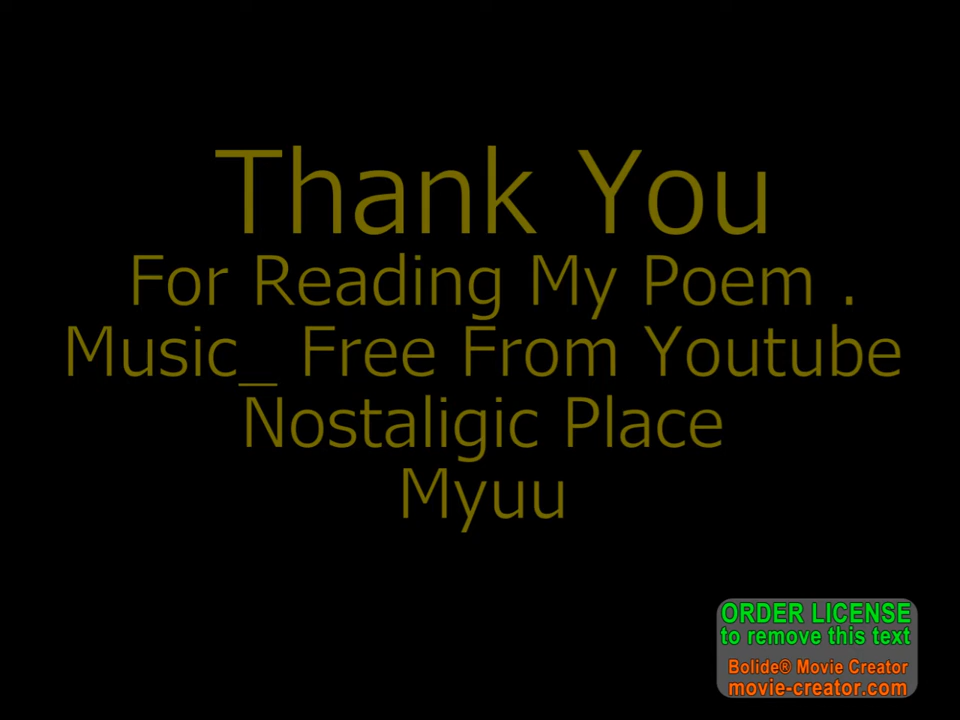 Thank You
For Reading My Poem .
Music_ Free From Youtube
Nostaligic Place
Myuu
ORDER LICENSE
to remove this text
Bolide® Movie Creator
movie-creator.com